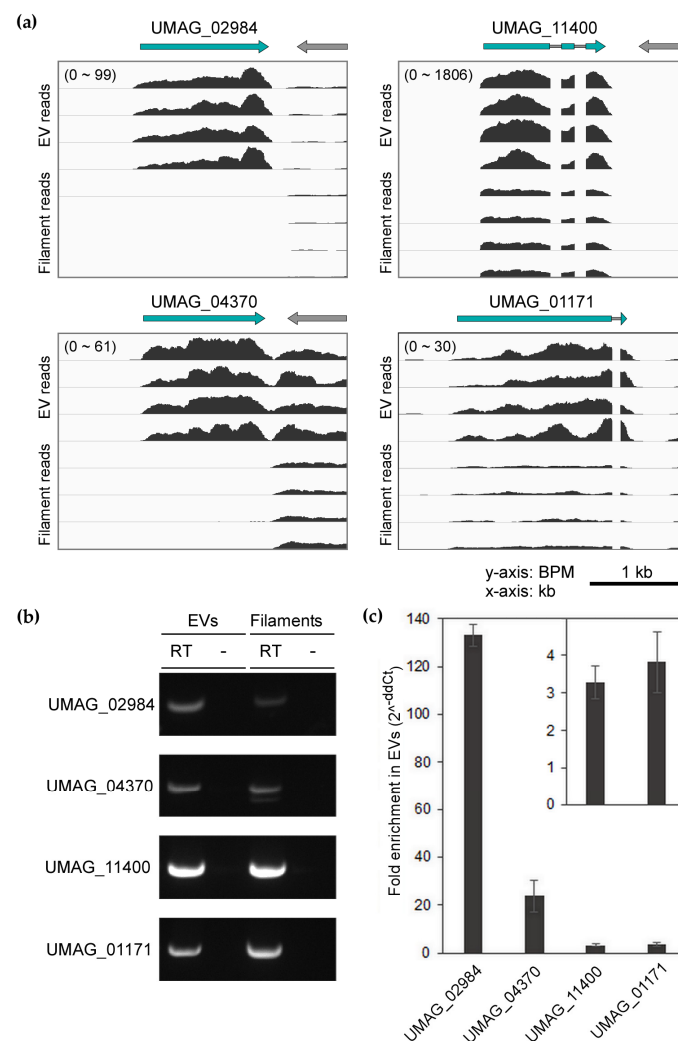 (a)
UMAG_02984
UMAG_11400
(0 ~ 99)
(0 ~ 1806)
EV reads
Filament reads
EV reads
Filament reads
UMAG_04370
UMAG_01171
(0 ~ 61)
(0 ~ 30)
EV reads
Filament reads
EV reads
Filament reads
y-axis: BPM
x-axis: kb
1 kb
(b)
EVs Filaments
RT - RT -
UMAG_02984
UMAG_04370
UMAG_11400
UMAG_01171
(c)
Fold enrichment in EVs (2^-ddCt)
140
120
100
80
60
40
20
0
4
3
2
1
0
UMAG_02984
UMAG_04370
UMAG_11400
UMAG_01171